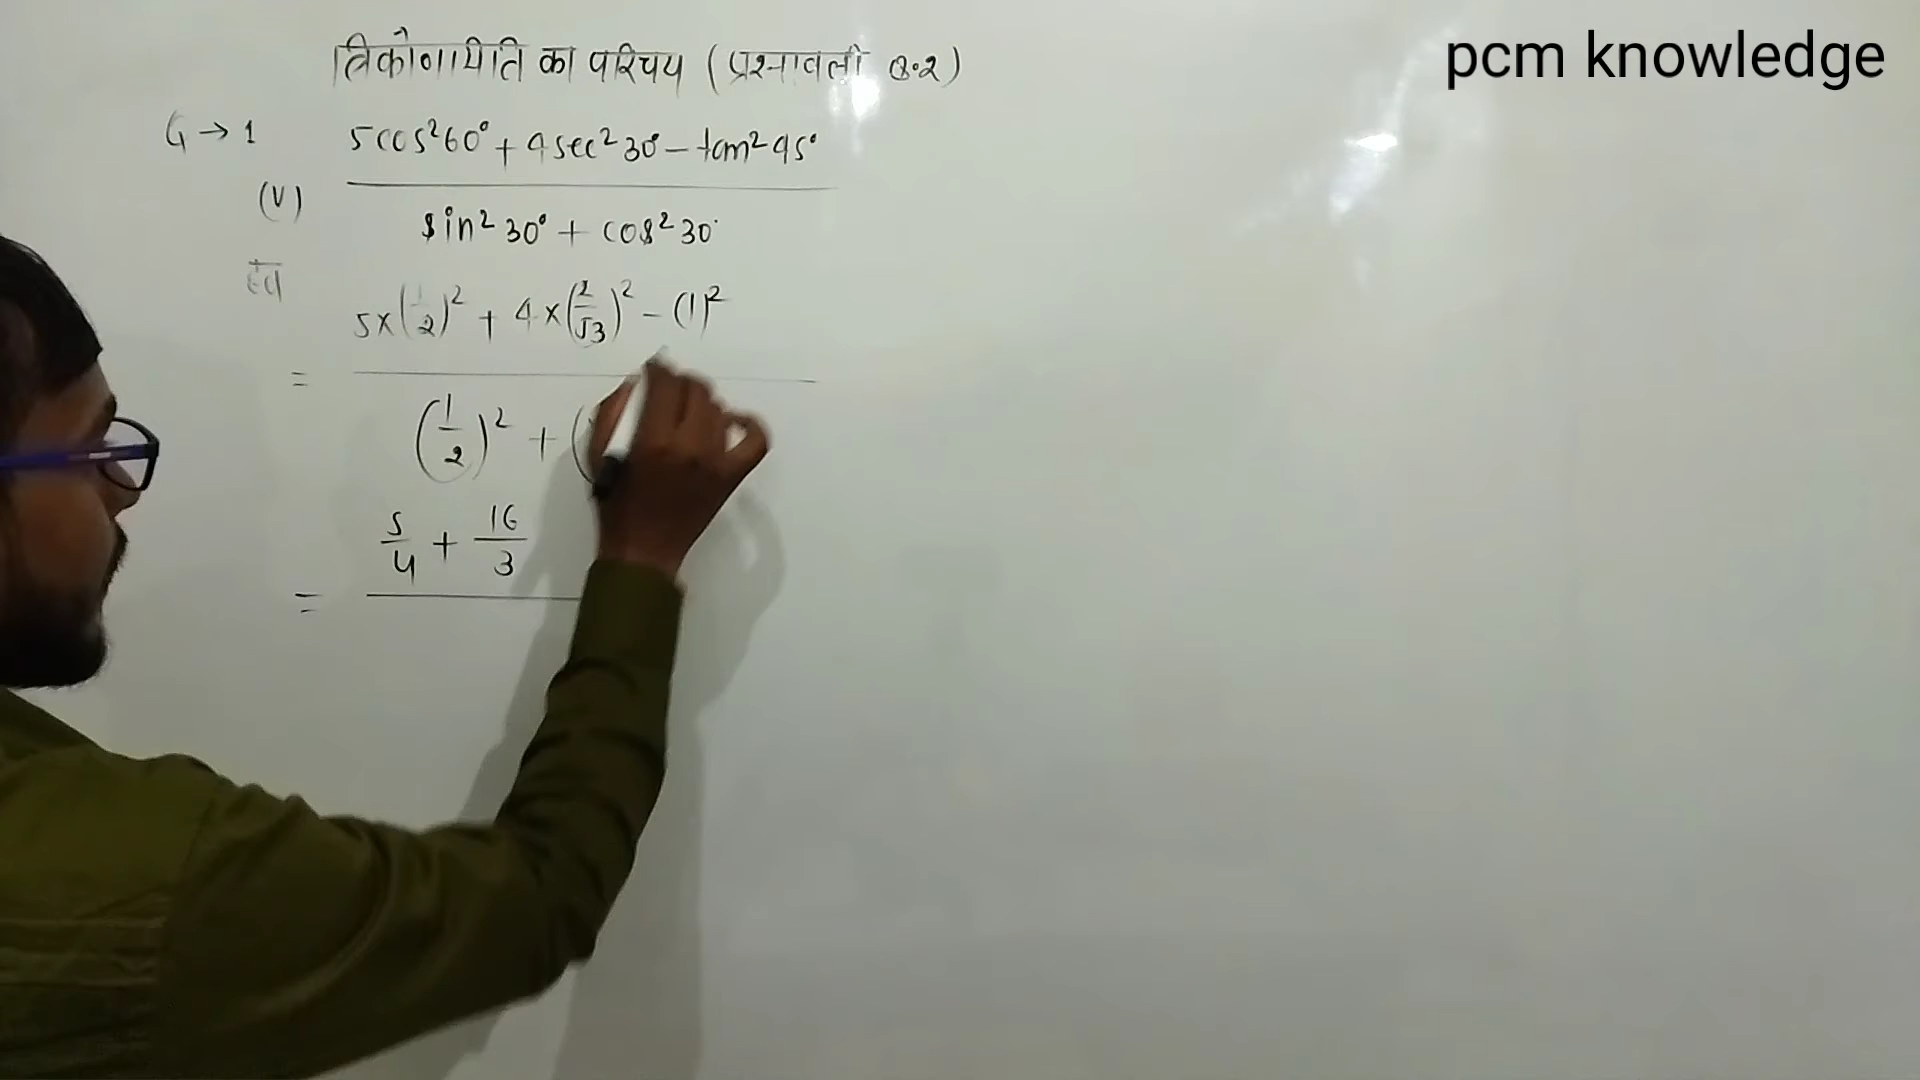 pcm knowledge
त्रिकोणामिति का परिचय (प्रश्नावली 8.2)
Q → 1
(V)
5cos²60° + 4sec²30° - tan²45°
sin²30° + cos²30°
हल
5×(1/2)² + 4×(2/√3)² - (1)²
=
(1/2)² + (
5/4 + 16/3
=